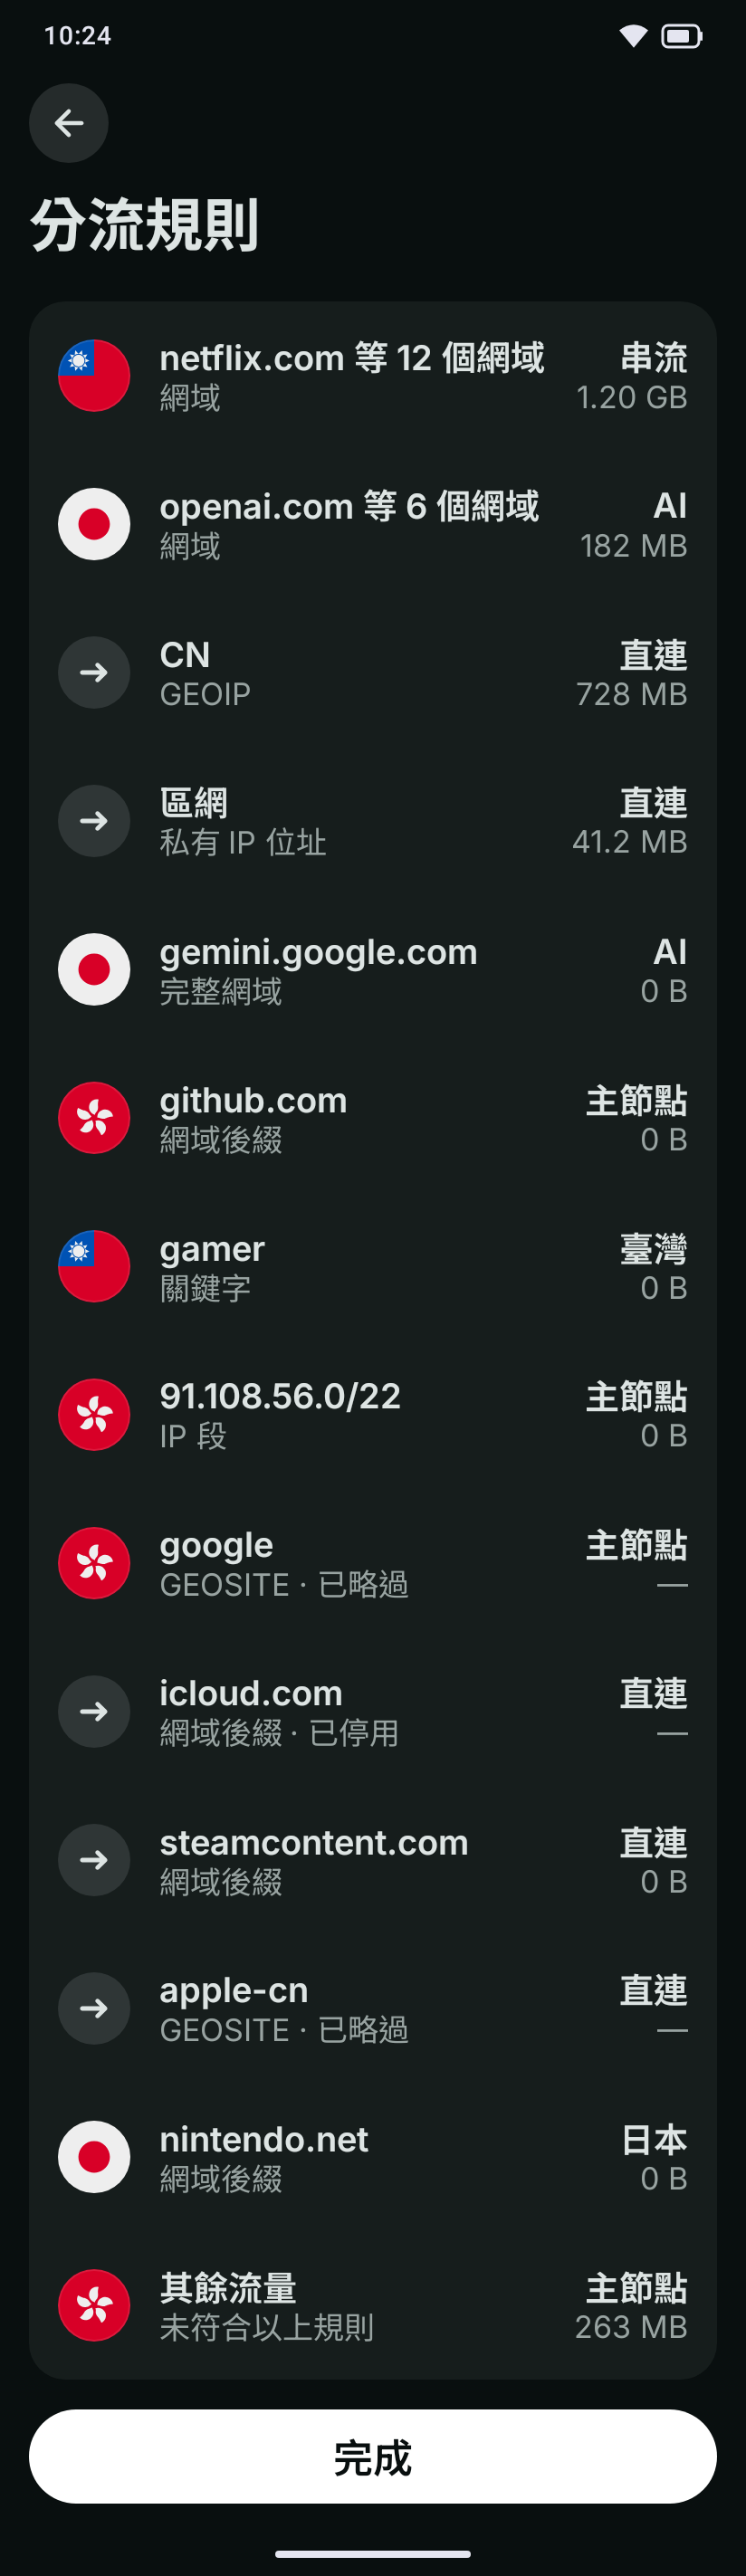 10:24
分流規則
netflix.com 等 12 個網域
串流
網域
1.20 GB
openai.com 等 6 個網域
AI
網域
182 MB
CN
直連
GEOIP
728 MB
區網
直連
私有 IP 位址
41.2 MB
gemini.google.com
AI
完整網域
0 B
github.com
主節點
網域後綴
0 B
gamer
臺灣
關鍵字
0 B
91.108.56.0/22
主節點
IP 段
0 B
google
主節點
GEOSITE · 已略過
—
icloud.com
直連
網域後綴 · 已停用
—
steamcontent.com
直連
網域後綴
0 B
apple-cn
直連
GEOSITE · 已略過
—
nintendo.net
日本
網域後綴
0 B
其餘流量
主節點
未符合以上規則
263 MB
完成